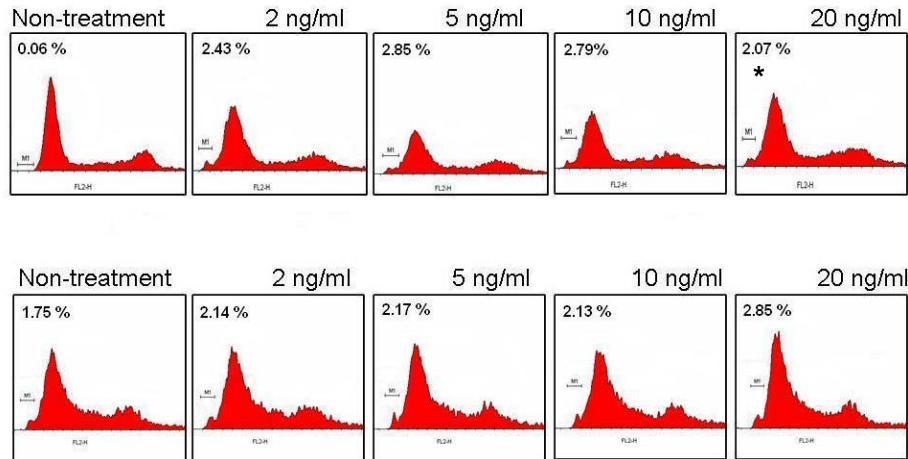 Non-treatment 2 ng/ml 5 ng/ml 10 ng/ml 20 ng/ml
0.06 % 2.43 % 2.85 % 2.79% 2.07 %
*
M1 M1 M1 M1 M1
FL2-H FL2-H FL2-H FL2-H FL2-H
Non-treatment 2 ng/ml 5 ng/ml 10 ng/ml 20 ng/ml
1.75 % 2.14 % 2.17 % 2.13 % 2.85 %
M1 M1 M1 M1 M1
FL2-H FL2-H FL2-H FL2-H FL2-H